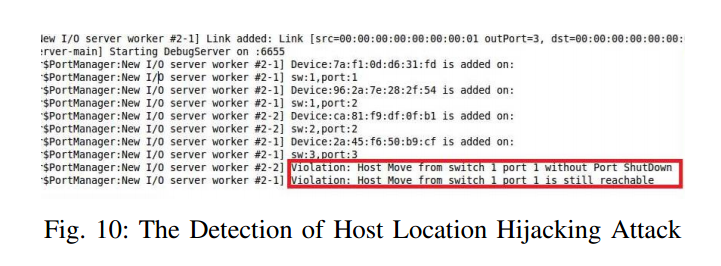 New I/O server worker #2-1] Link added: Link [src=00:00:00:00:00:00:00:01 outPort=3, dst=00:00:00:00:00:00:
erver-main] Starting DebugServer on :6655
r$PortManager:New I/O server worker #2-1] Device:7a:f1:0d:d6:31:fd is added on:
r$PortManager:New I/O server worker #2-1] sw:1,port:1
r$PortManager:New I/O server worker #2-1] Device:96:2a:7e:28:2f:54 is added on:
r$PortManager:New I/O server worker #2-1] sw:1,port:2
r$PortManager:New I/O server worker #2-2] Device:ca:81:f9:df:0f:b1 is added on:
r$PortManager:New I/O server worker #2-2] sw:2,port:2
r$PortManager:New I/O server worker #2-1] Device:2a:45:f6:50:b9:cf is added on:
r$PortManager:New I/O server worker #2-1] sw:3,port:3
r$PortManager:New I/O server worker #2-2] Violation: Host Move from switch 1 port 1 without Port ShutDown
r$PortManager:New I/O server worker #2-1] Violation: Host Move from switch 1 port 1 is still reachable
Fig. 10: The Detection of Host Location Hijacking Attack